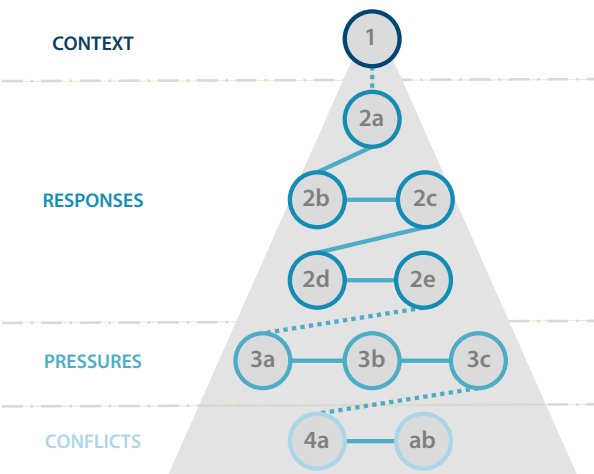 CONTEXT
1
2a
RESPONSES
2b 2c
2d 2e
PRESSURES
3a 3b 3c
CONFLICTS
4a ab